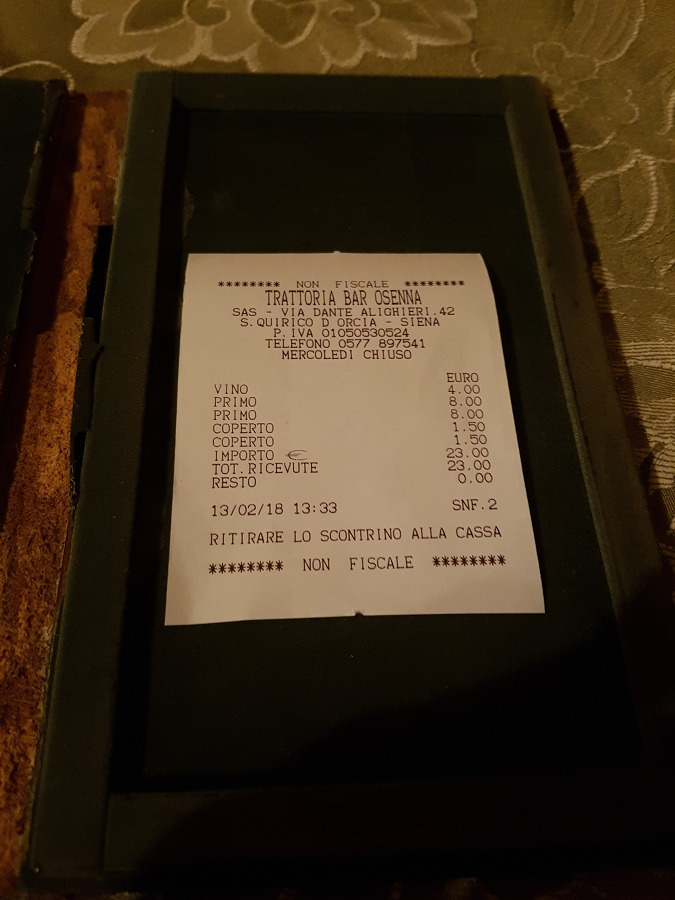 ******** NON FISCALE ********
TRATTORIA BAR OSENNA
SAS - VIA DANTE ALIGHIERI,42
S.QUIRICO D ORCIA - SIENA
P.IVA 01050530524
TELEFONO 0577 897541
MERCOLEDI CHIUSO
EURO
VINO 4.00
PRIMO 8.00
PRIMO 8.00
COPERTO 1.50
COPERTO 1.50
IMPORTO € 23.00
TOT.RICEVUTE 23.00
RESTO 0.00
13/02/18 13:33 SNF.2
RITIRARE LO SCONTRINO ALLA CASSA
******** NON FISCALE ********